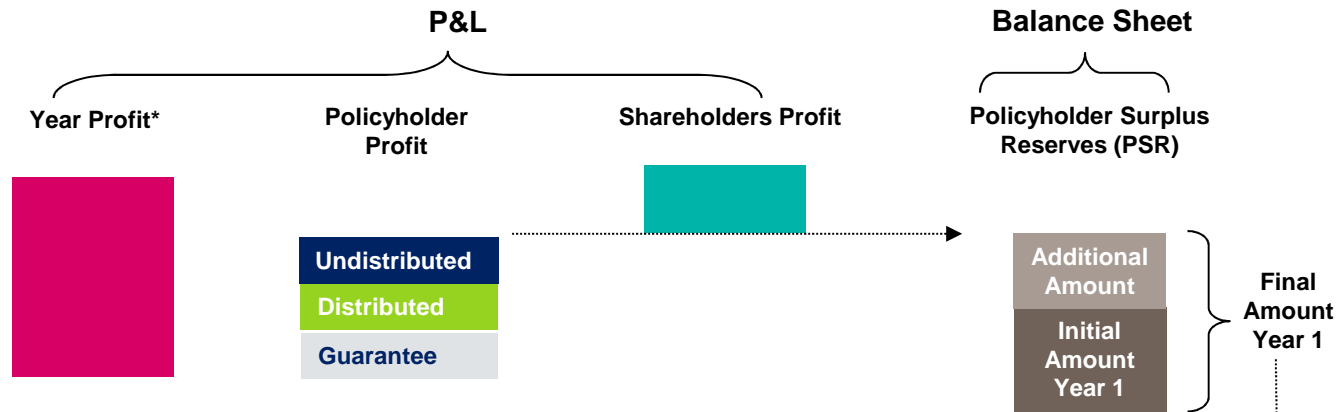 P&L
Balance Sheet
Year Profit*
Policyholder
Profit
Shareholders Profit
Policyholder Surplus
Reserves (PSR)
Undistributed
Distributed
Guarantee
Additional
Amount
Initial
Amount
Year 1
Final
Amount
Year 1